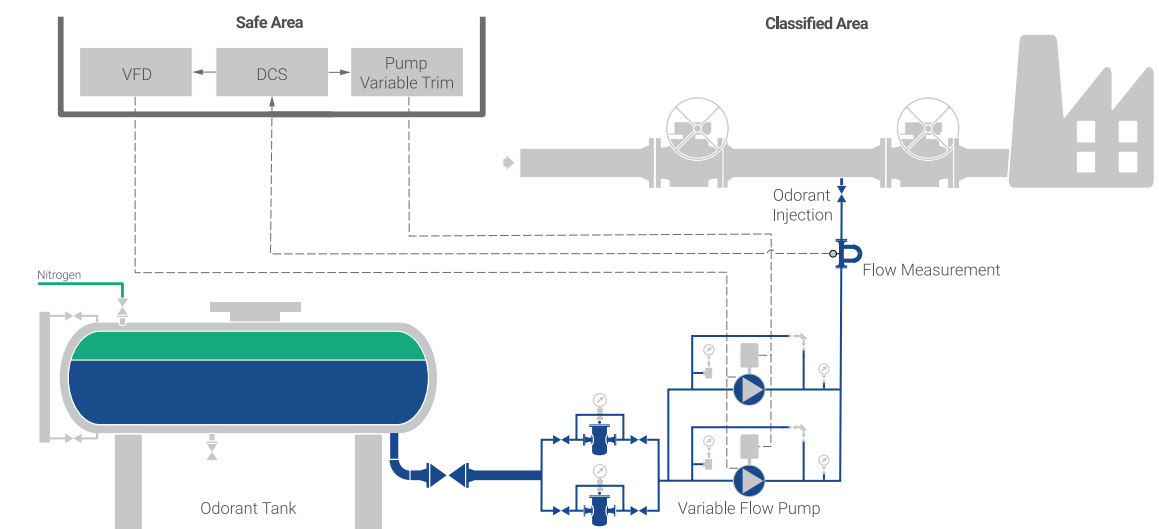 Safe Area
Classified Area
VFD
DCS
Pump
Variable Trim
Odorant
Injection
Flow Measurement
Nitrogen
Odorant Tank
Variable Flow Pump